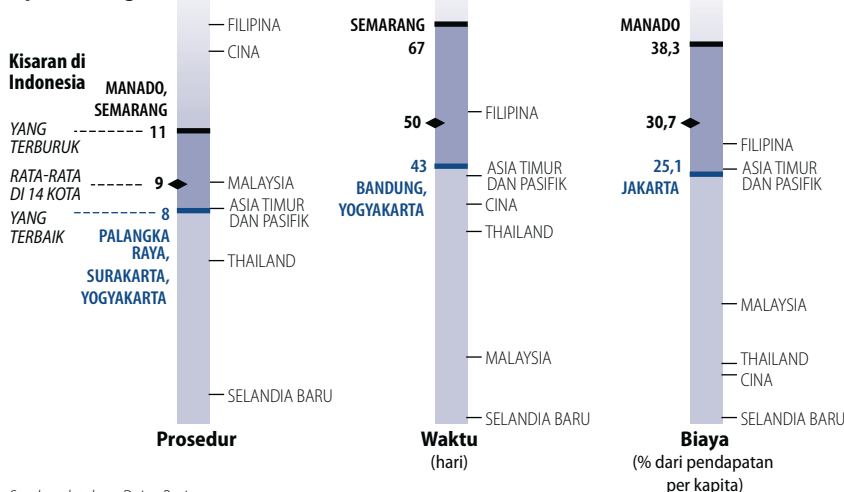 FILIPINA
CINA
Kisaran di
Indonesia
MANADO,
SEMARANG
YANG
TERBURUK
11
RATA-RATA
DI 14 KOTA
9
MALAYSIA
YANG
TERBAIK
8
ASIA TIMUR
DAN PASIFIK
PALANGKA
RAYA,
SURAKARTA,
YOGYAKARTA
THAILAND
SELANDIA BARU
Prosedur
SEMARANG
67
FILIPINA
50
43
BANDUNG,
YOGYAKARTA
ASIA TIMUR
DAN PASIFIK
CINA
THAILAND
MALAYSIA
SELANDIA BARU
Waktu
(hari)
MANADO
38,3
30,7
FILIPINA
25,1
JAKARTA
ASIA TIMUR
DAN PASIFIK
MALAYSIA
THAILAND
CINA
SELANDIA BARU
Biaya
(% dari pendapatan
per kapita)